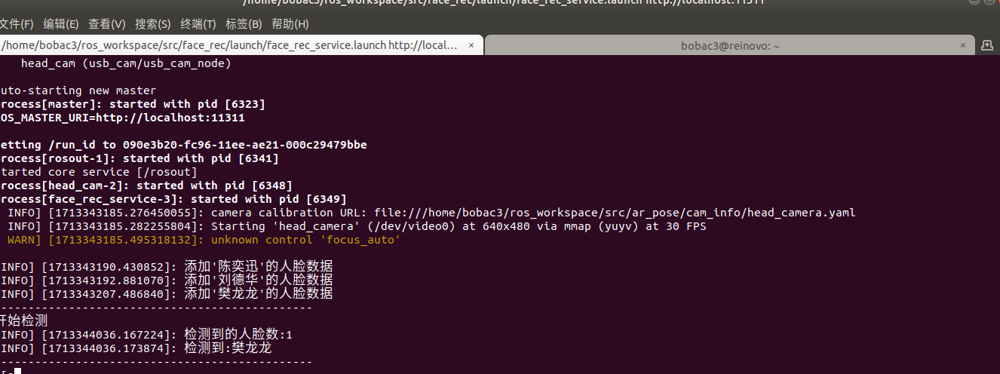 /home/bobac3/ros_workspace/src/face_rec/launch/face_rec_service.launch http://localhost:11311
文件(F) 编辑(E) 查看(V) 搜索(S) 终端(T) 标签(B) 帮助(H)
/home/bobac3/ros_workspace/src/face_rec/launch/face_rec_service.launch http://local... × bobac3@reinovo: ~ ×
head_cam (usb_cam/usb_cam_node)
uto-starting new master
rocess[master]: started with pid [6323]
OS_MASTER_URI=http://localhost:11311
etting /run_id to 090e3b20-fc96-11ee-ae21-000c29479bbe
rocess[rosout-1]: started with pid [6341]
tarted core service [/rosout]
rocess[head_cam-2]: started with pid [6348]
rocess[face_rec_service-3]: started with pid [6349]
INFO] [1713343185.276450055]: camera calibration URL: file:///home/bobac3/ros_workspace/src/ar_pose/cam_info/head_camera.yaml
INFO] [1713343185.282255804]: Starting 'head_camera' (/dev/video0) at 640x480 via mmap (yuyv) at 30 FPS
WARN] [1713343185.495318132]: unknown control 'focus_auto'
INFO] [1713343190.430852]: 添加'陈奕迅'的人脸数据
INFO] [1713343192.881070]: 添加'刘德华'的人脸数据
INFO] [1713343207.486840]: 添加'樊龙龙'的人脸数据
----------------------------------------------
开始检测
INFO] [1713344036.167224]: 检测到的人脸数:1
INFO] [1713344036.173874]: 检测到:樊龙龙
----------------------------------------------